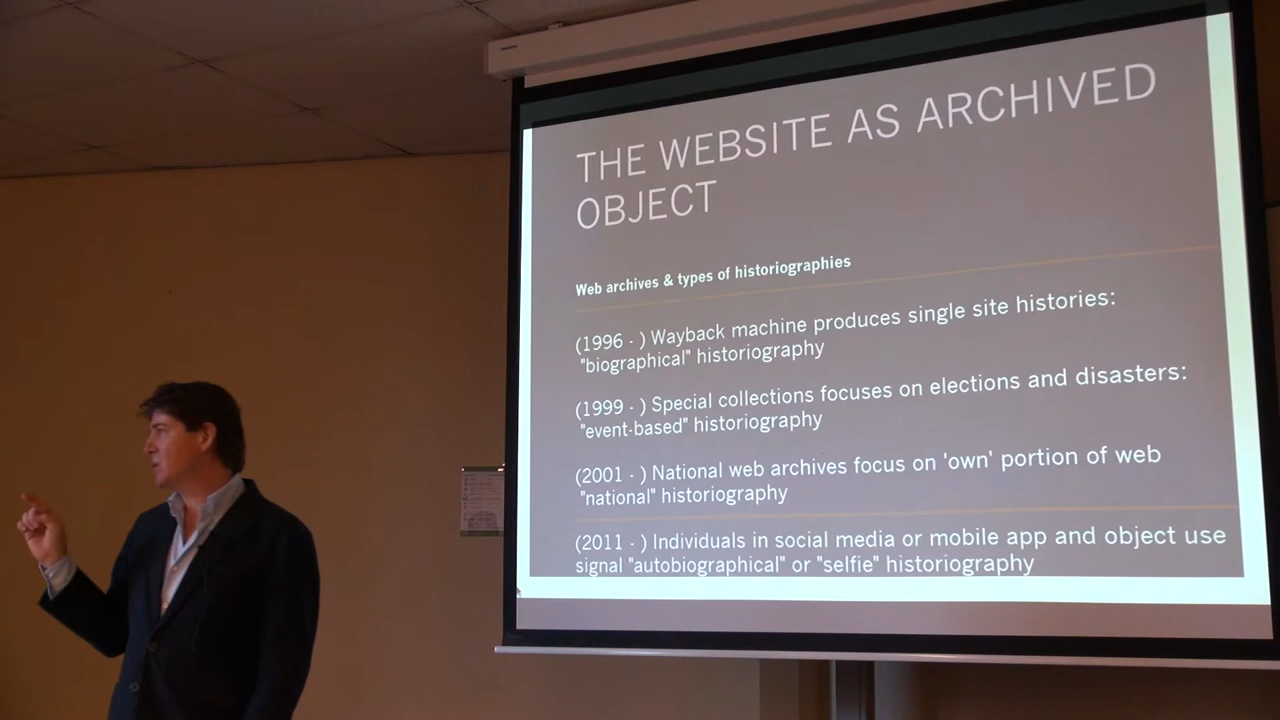 THE WEBSITE AS ARCHIVED
OBJECT
Web archives & types of historiographies
(1996 - ) Wayback machine produces single site histories:
"biographical" historiography
(1999 - ) Special collections focuses on elections and disasters:
"event-based" historiography
(2001 - ) National web archives focus on 'own' portion of web
"national" historiography
(2011 - ) Individuals in social media or mobile app and object use
signal "autobiographical" or "selfie" historiography